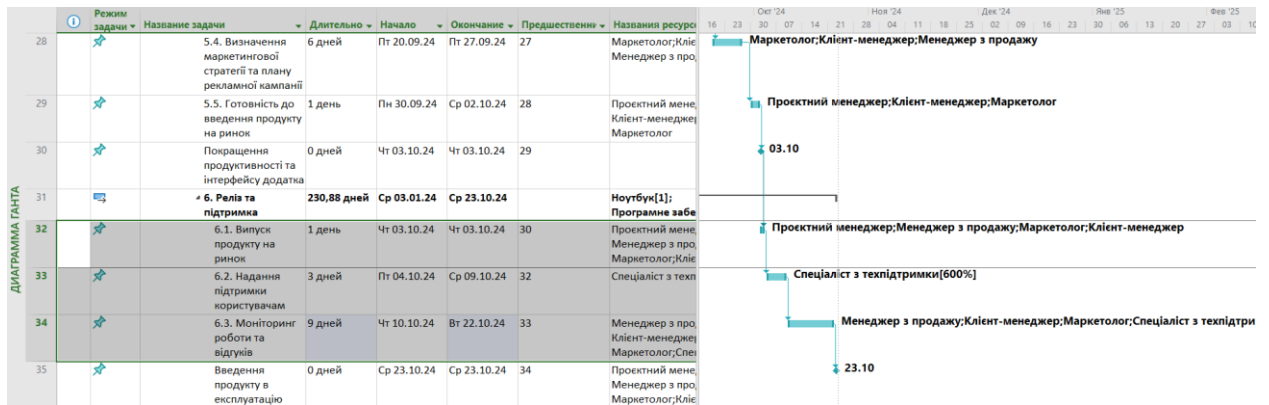 Режим задачи
Название задачи
Длительно
Начало
Окончание
Предшественни
Названия ресурс
Окт '24
Ноя '24
Дек '24
Янв '25
Фев '25
16 23 30 07 14 21 28 04 11 18 25 02 09 16 23 30 06 13 20 27 03 10
ДИАГРАММА ГАНТА
28
5.4. Визначення
маркетингової
стратегії та плану
рекламної кампанії
6 дней
Пт 20.09.24
Пт 27.09.24
27
Маркетолог;Кліє
Менеджер з про
Маркетолог;Клієнт-менеджер;Менеджер з продажу
29
5.5. Готовність до
введення продукту
на ринок
1 день
Пн 30.09.24
Ср 02.10.24
28
Проєктний мене
Клієнт-менеджер
Маркетолог
Проєктний менеджер;Клієнт-менеджер;Маркетолог
30
Покращення
продуктивності та
інтерфейсу додатка
0 дней
Чт 03.10.24
Чт 03.10.24
29
03.10
31
6. Реліз та
підтримка
230,88 дней
Ср 03.01.24
Ср 23.10.24
Ноутбук[1];
Програмне забе
32
6.1. Випуск
продукту на
ринок
1 день
Чт 03.10.24
Чт 03.10.24
30
Проєктний мене
Менеджер з про
Маркетолог;Кліє
Проєктний менеджер;Менеджер з продажу;Маркетолог;Клієнт-менеджер
33
6.2. Надання
підтримки
користувачам
3 дней
Пт 04.10.24
Ср 09.10.24
32
Спеціаліст з техп
Спеціаліст з техпідтримки[600%]
34
6.3. Моніторинг
роботи та
відгуків
9 дней
Чт 10.10.24
Вт 22.10.24
33
Менеджер з про
Клієнт-менеджер
Маркетолог;Спец
Менеджер з продажу;Клієнт-менеджер;Маркетолог;Спеціаліст з техпідтри
35
Введення
продукту в
експлуатацію
0 дней
Ср 23.10.24
Ср 23.10.24
34
Проєктний мене
Менеджер з про
Маркетолог;Кліє
23.10